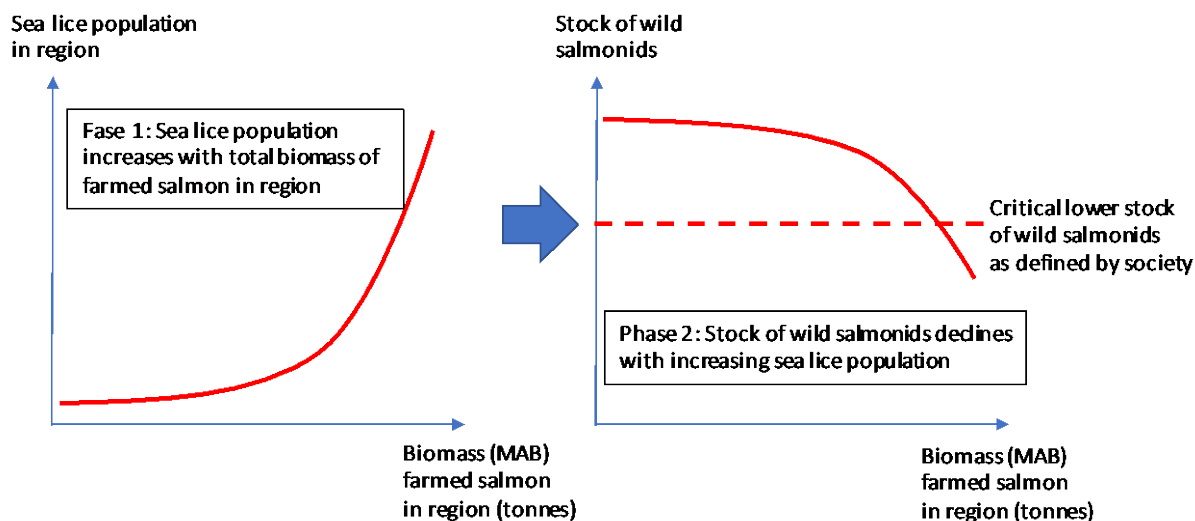 Sea lice population
in region
Fase 1: Sea lice population
increases with total biomass of
farmed salmon in region
Biomass (MAB)
farmed salmon
in region (tonnes)
Stock of wild
salmonids
Critical lower stock
of wild salmonids
as defined by society
Phase 2: Stock of wild salmonids declines
with increasing sea lice population
Biomass (MAB)
farmed salmon
in region (tonnes)